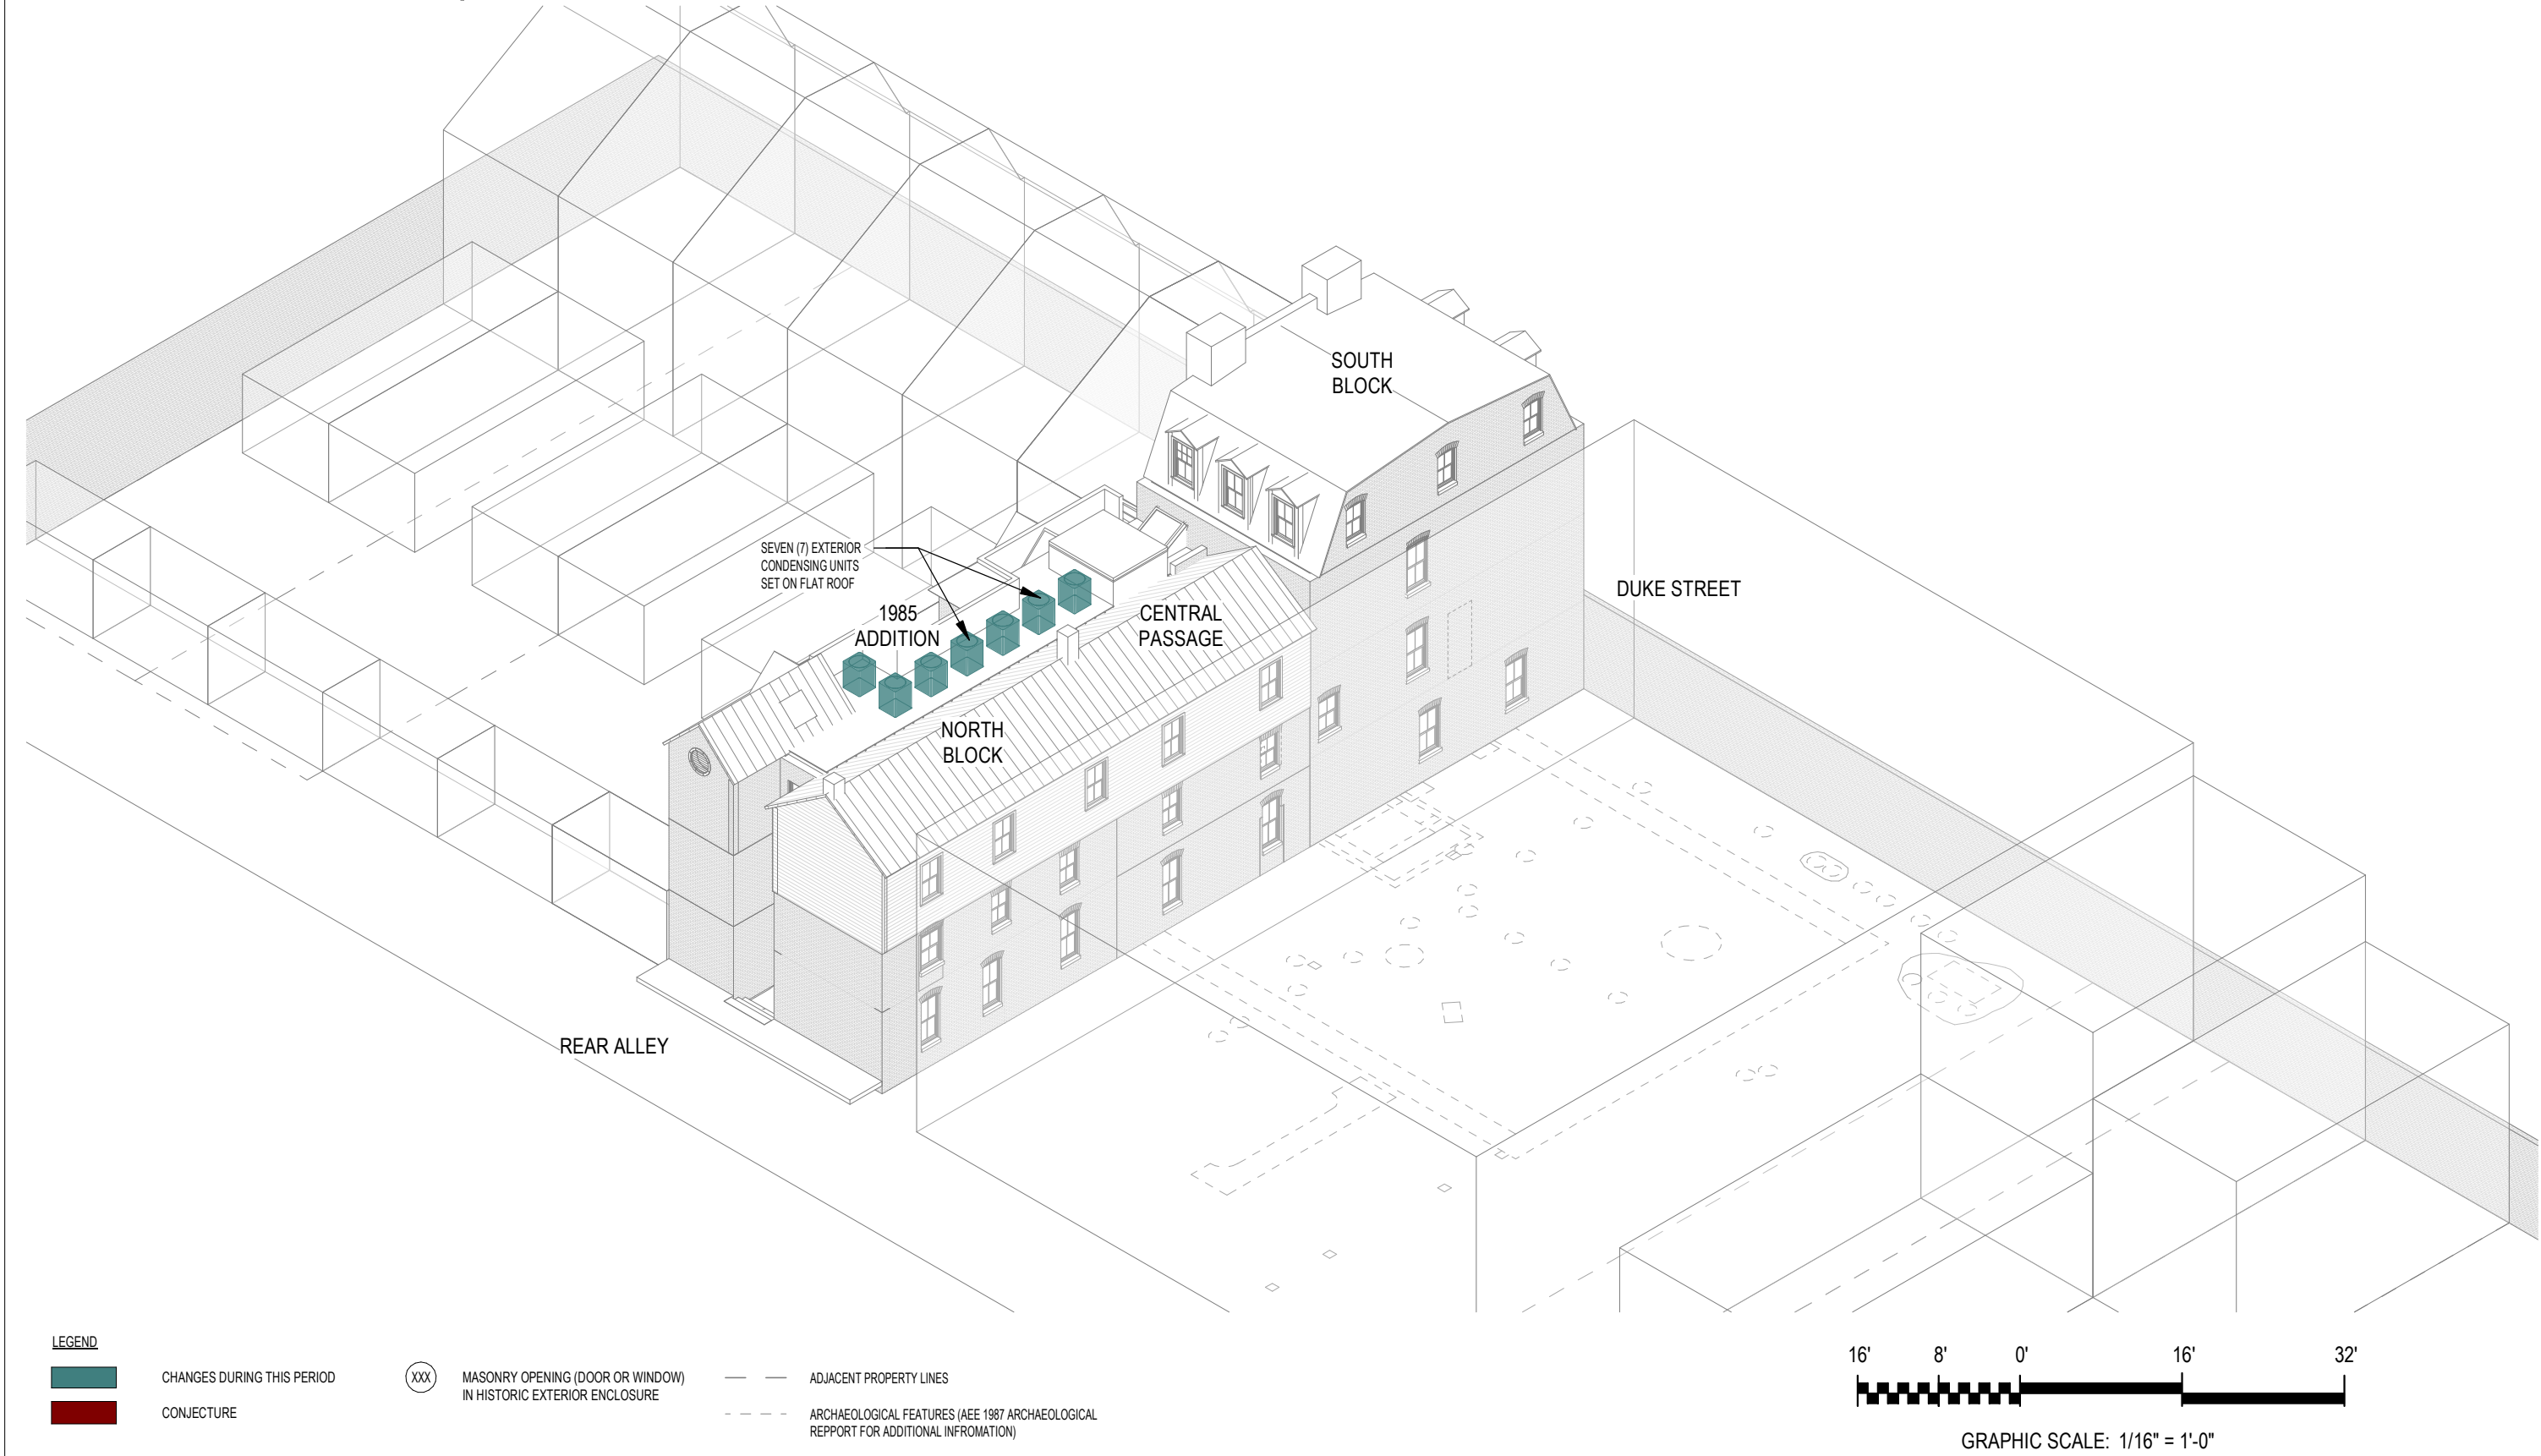 SOUTH
BLOCK
SEVEN (7) EXTERIOR
CONDENSING UNITS
SET ON FLAT ROOF
DUKE STREET
1985
ADDITION
CENTRAL
PASSAGE
NORTH
BLOCK
REAR ALLEY
LEGEND
CHANGES DURING THIS PERIOD
CONJECTURE
XXX
MASONRY OPENING (DOOR OR WINDOW)
IN HISTORIC EXTERIOR ENCLOSURE
ADJACENT PROPERTY LINES
ARCHAEOLOGICAL FEATURES (AEE 1987 ARCHAEOLOGICAL
REPPORT FOR ADDITIONAL INFROMATION)
16' 8' 0' 16' 32'
GRAPHIC SCALE: 1/16" = 1'-0"